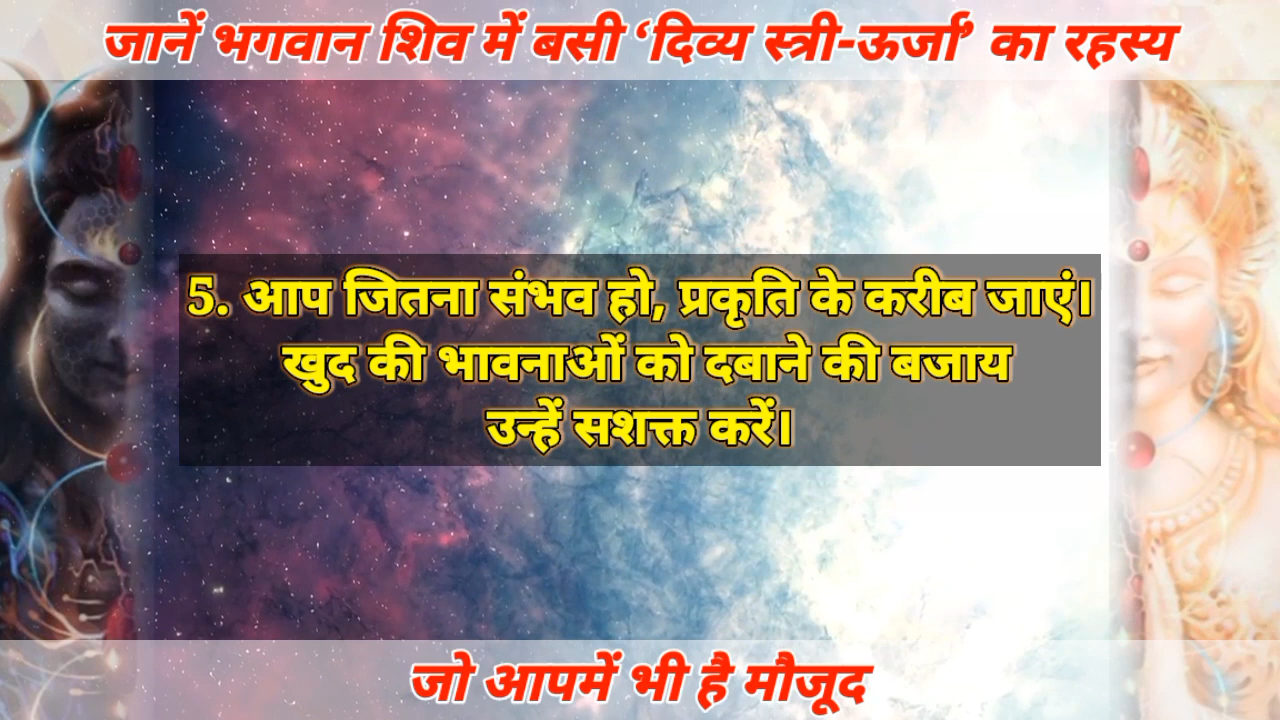 जानें भगवान शिव में बसी ‘दिव्य स्त्री-ऊर्जा’ का रहस्य
5. आप जितना संभव हो, प्रकृति के करीब जाएं।
खुद की भावनाओं को दबाने की बजाय
उन्हें सशक्त करें।
जो आपमें भी है मौजूद